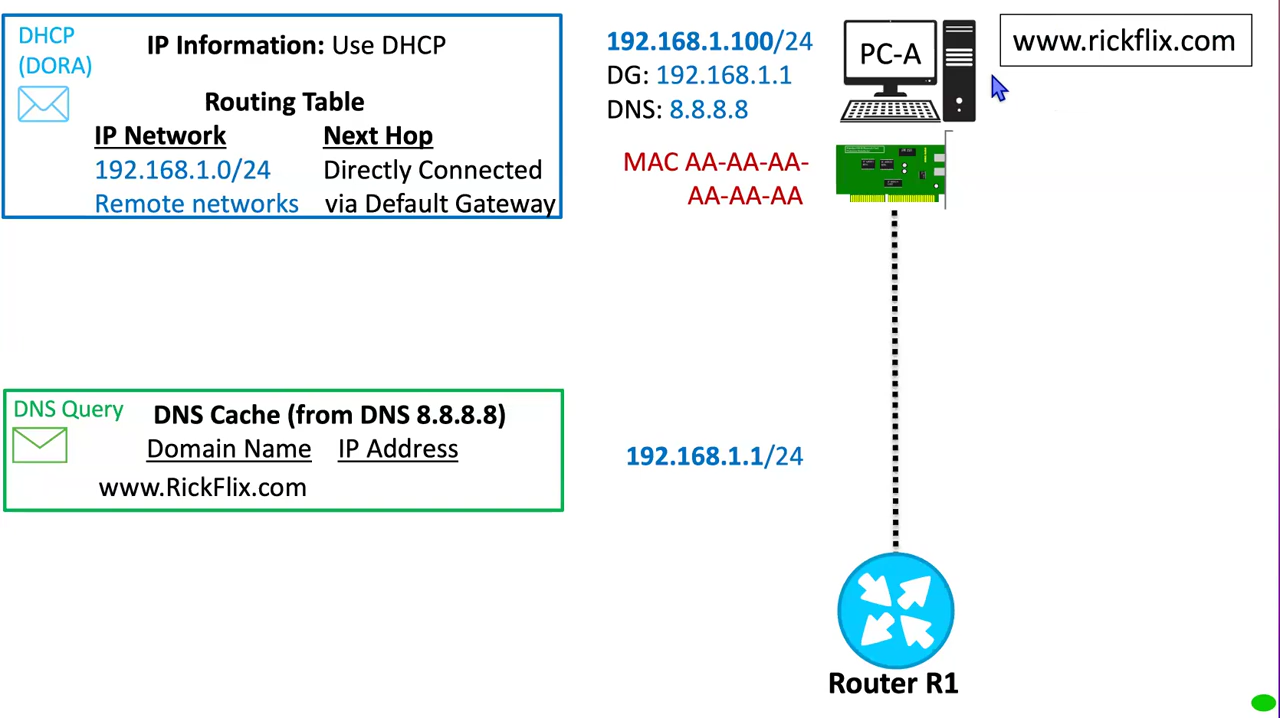 DHCP
(DORA)
IP Information: Use DHCP
Routing Table
IP Network Next Hop
192.168.1.0/24 Directly Connected
Remote networks via Default Gateway
192.168.1.100/24
DG: 192.168.1.1
DNS: 8.8.8.8
PC-A
www.rickflix.com
MAC AA-AA-AA-
AA-AA-AA
DNS Query
DNS Cache (from DNS 8.8.8.8)
Domain Name IP Address
www.RickFlix.com
192.168.1.1/24
Router R1